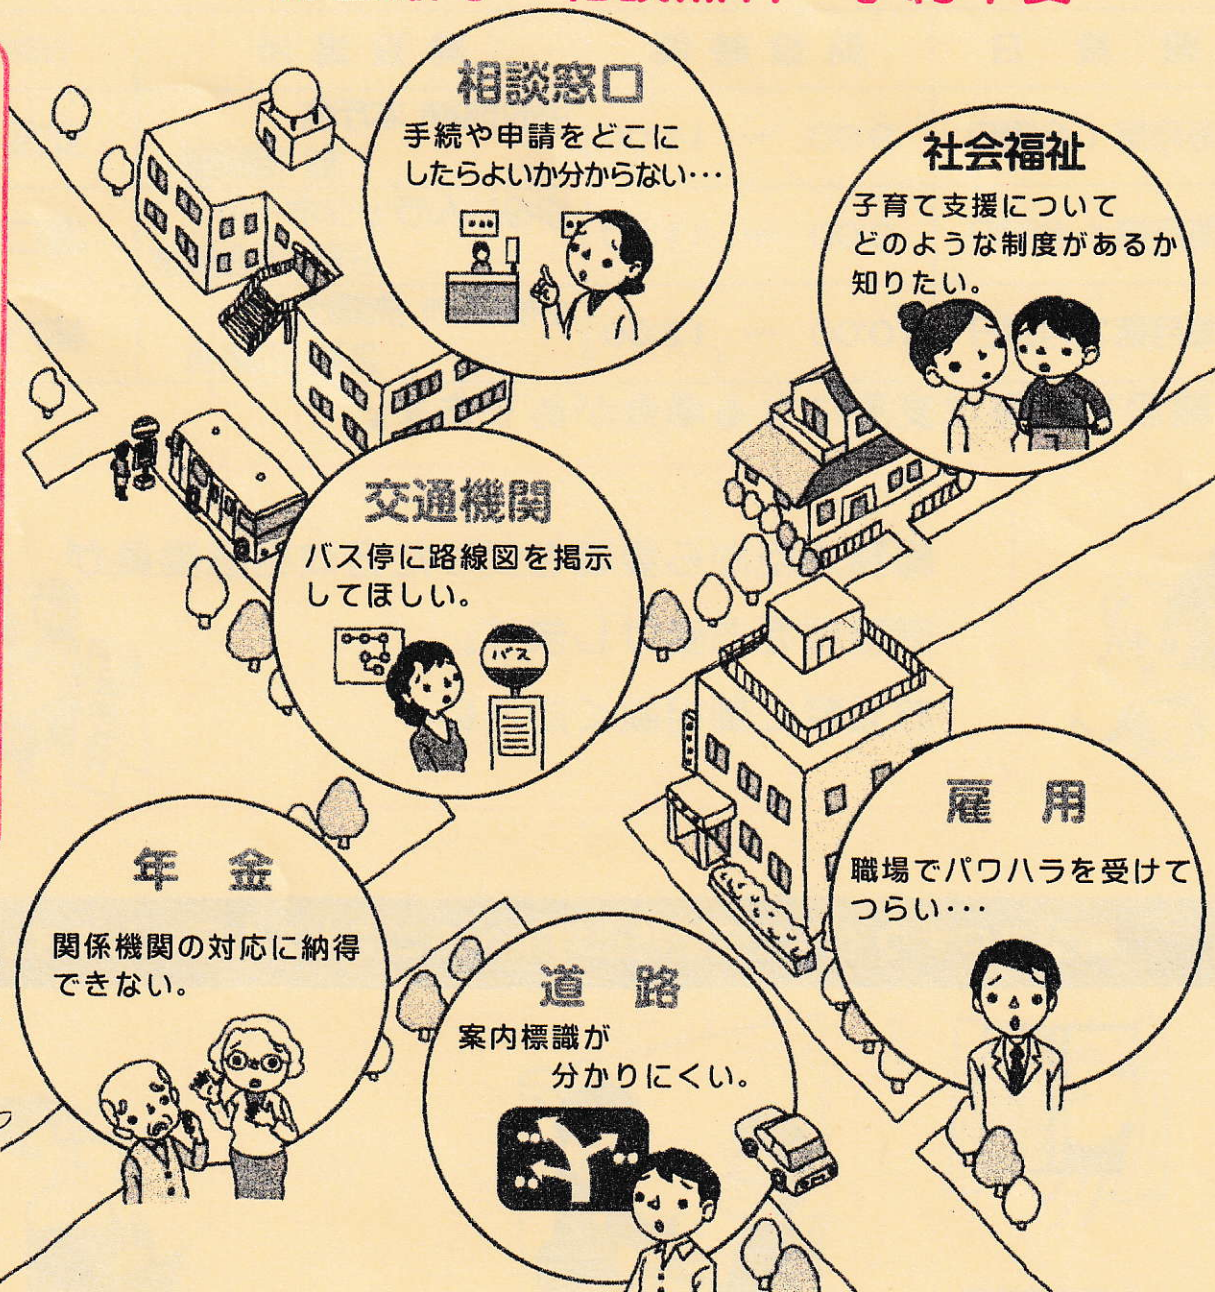 相談窓口
手続や申請をどこに
したらよいか分からない…
社会福祉
子育て支援について
どのような制度があるか
知りたい。
交通機関
バス停に路線図を掲示
してほしい。
バス
雇 用
職場でパワハラを受けて
つらい…
年 金
関係機関の対応に納得
できない。
道 路
案内標識が
分かりにくい。